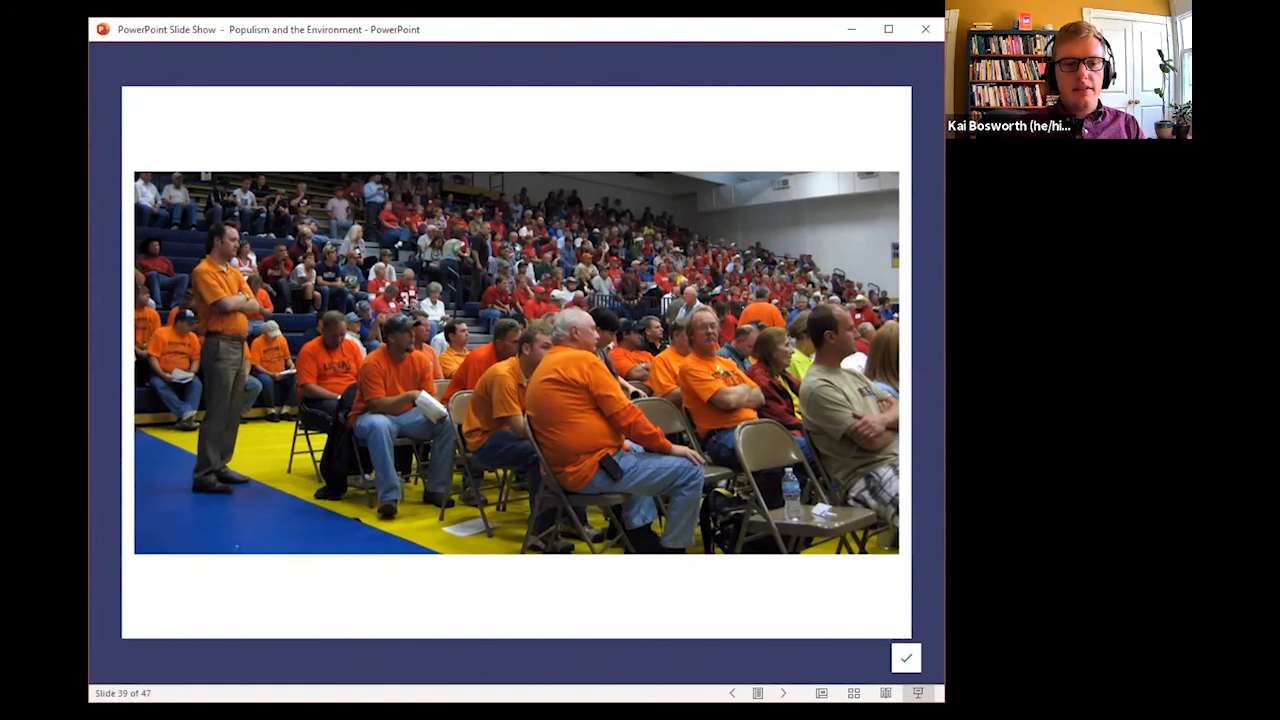 PowerPoint Slide Show - Populism and the Environment - PowerPoint
Kai Bosworth (he/hi...
Slide 39 of 47